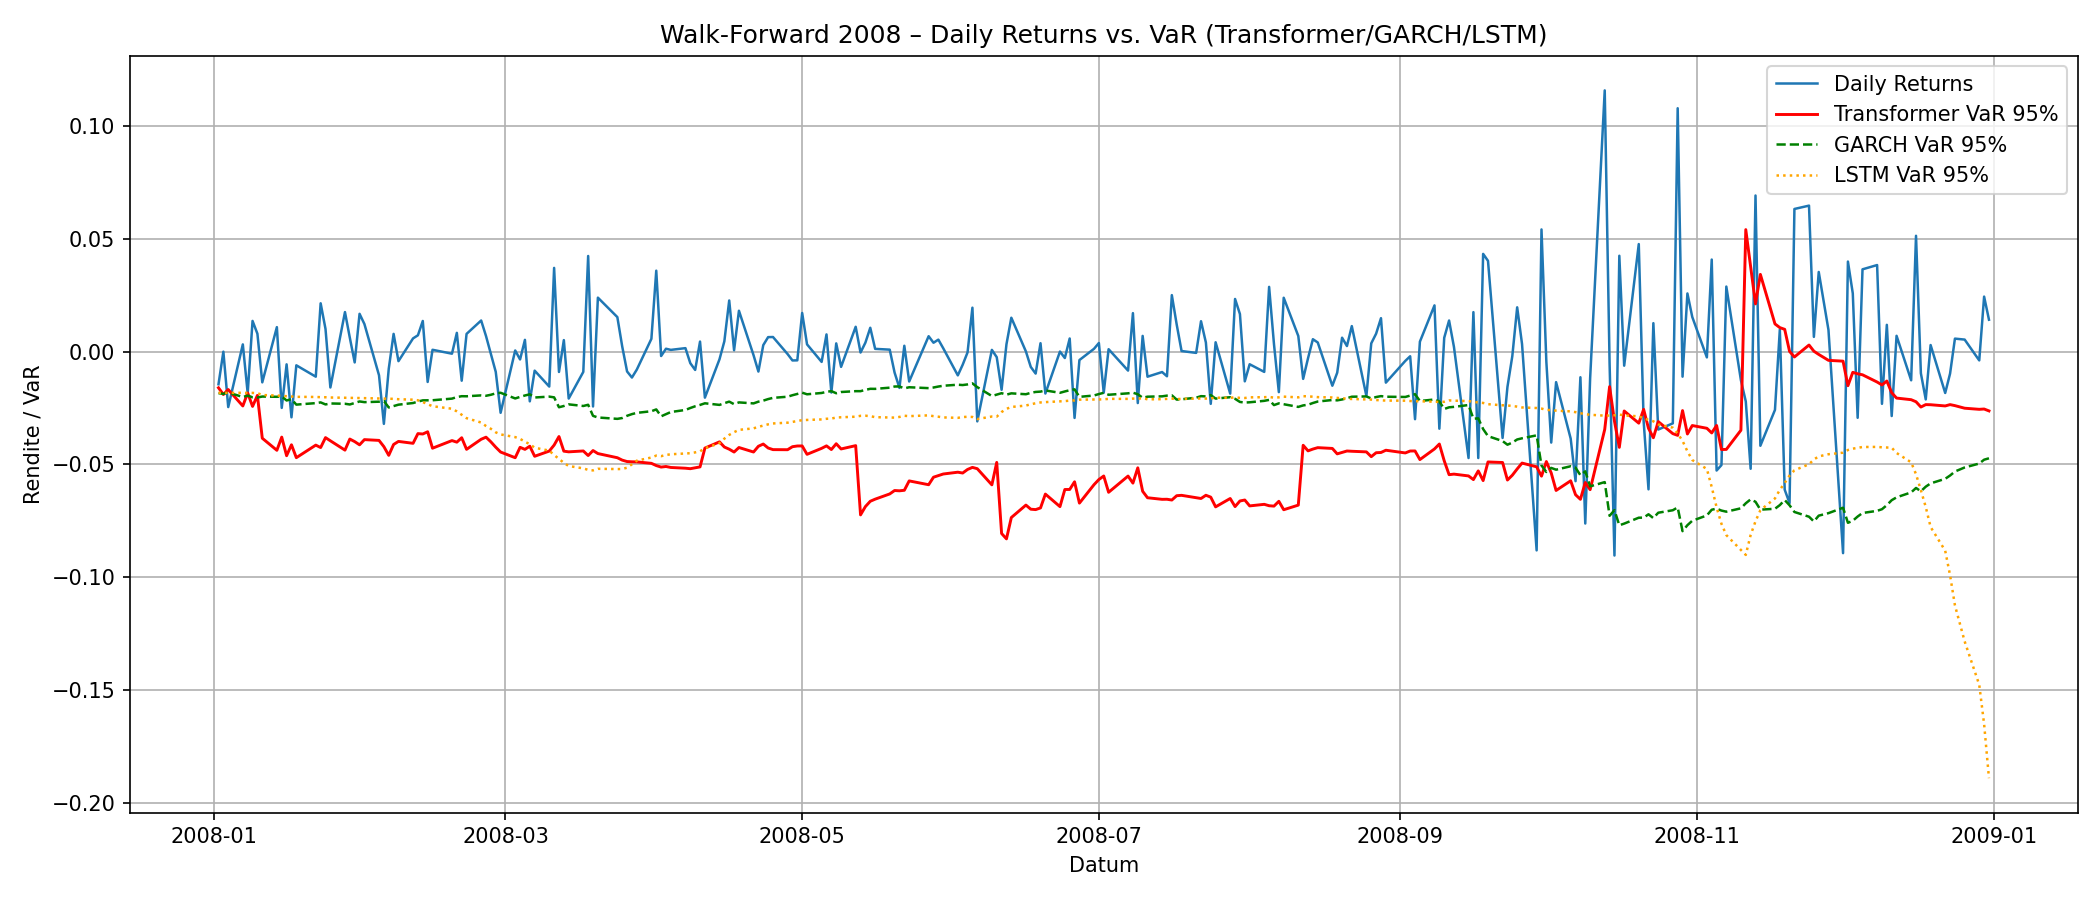 Walk-Forward 2008 – Daily Returns vs. VaR (Transformer/GARCH/LSTM)
Daily Returns
Transformer VaR 95%
GARCH VaR 95%
LSTM VaR 95%
Rendite / VaR
0.10
0.05
0.00
−0.05
−0.10
−0.15
−0.20
2008-01 2008-03 2008-05 2008-07 2008-09 2008-11 2009-01
Datum